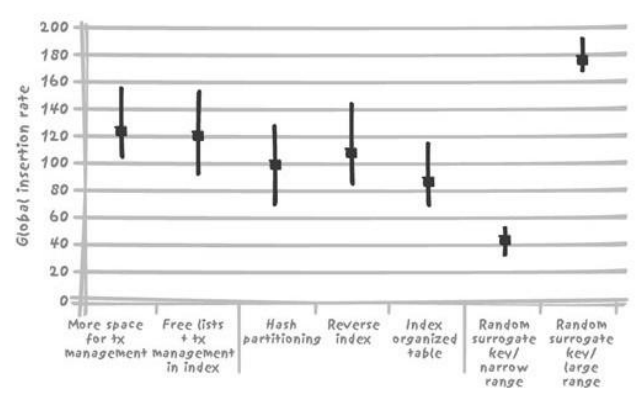 Global insertion rate
200
180
160
140
120
100
80
60
40
20
0
More space
for tx
management
Free lists
+ tx
management
in index
Hash
partitioning
Reverse
index
Index
organized
table
Random
surrogate
key/
narrow
range
Random
surrogate
key/
large
range